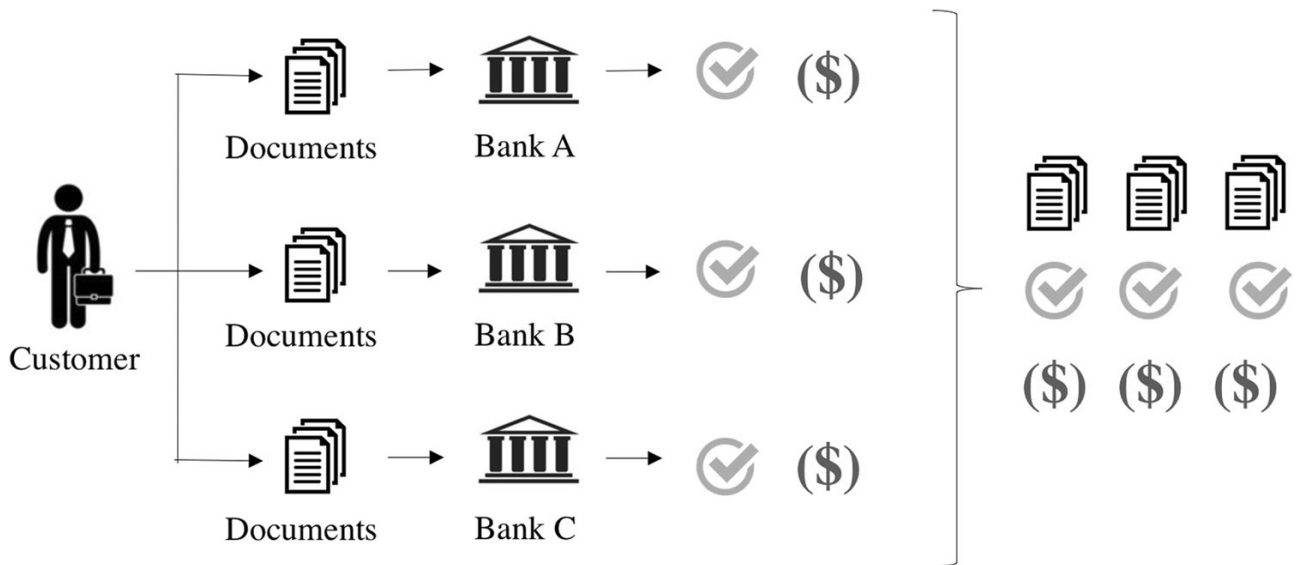 ($)
Documents
Bank A
($)
Documents
Bank B
Customer
($)
Documents
Bank C
($) ($) ($)